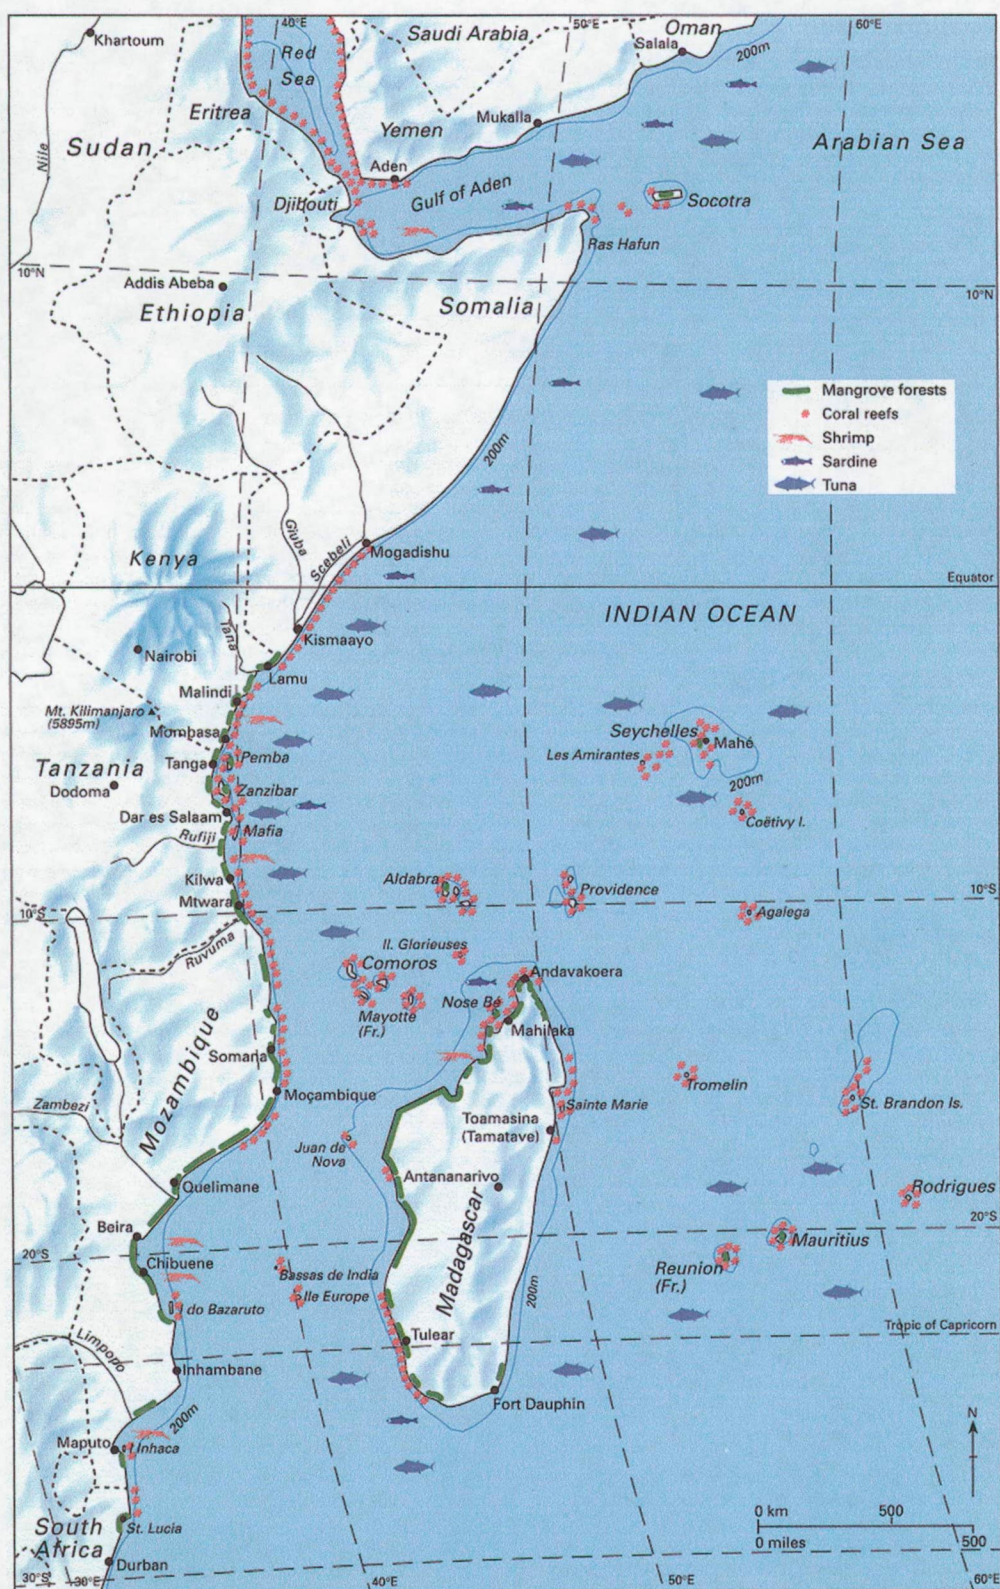 40°E
50°E
60°E
Khartoum
Red
Sea
Saudi Arabia
Oman
Salala
200m
Eritrea
Nile
Sudan
Yemen
Mukalla
Arabian Sea
Aden
Gulf of Aden
Djibouti
Socotra
Ras Hafun
10°N
10°N
Addis Abeba
Ethiopia
Somalia
Mangrove forests
Coral reefs
Shrimp
Sardine
Tuna
200m
Giuba
Scebeli
Mogadishu
Kenya
Equator
INDIAN OCEAN
Tana
Kismaayo
Nairobi
Lamu
Malindi
Mt. Kilimanjaro
(5895m)
Mombasa
Seychelles
Mahé
Les Amirantes
Pemba
Tanga
Tanzania
Dodoma
Zanzibar
200m
Dar es Salaam
Mafia
Coëtivy I.
Rufiji
Kilwa
Aldabra
Providence
Mtwara
10°S
10°S
Agalega
Ruvuma
Il. Glorieuses
Comoros
Andavakoera
Nose Bé
Mayotte
(Fr.)
Mahilaka
Mozambique
Somana
Moçambique
Zambezi
Tromelin
St. Brandon Is.
Sainte Marie
Toamasina
(Tamatave)
Juan de
Nova
Antananarivo
Quelimane
Rodrigues
Madagascar
Beira
20°S
20°S
Mauritius
Chibuene
Bassas de India
Reunion
(Fr.)
Ile Europe
I do Bazaruto
200m
Tropic of Capricorn
Limpopo
Tulear
Inhambane
Fort Dauphin
200m
Maputo
I Inhaca
N
0 km
500
0 miles
500
South
Africa
St. Lucia
Durban
30°S
30°E
40°E
50°E
60°E